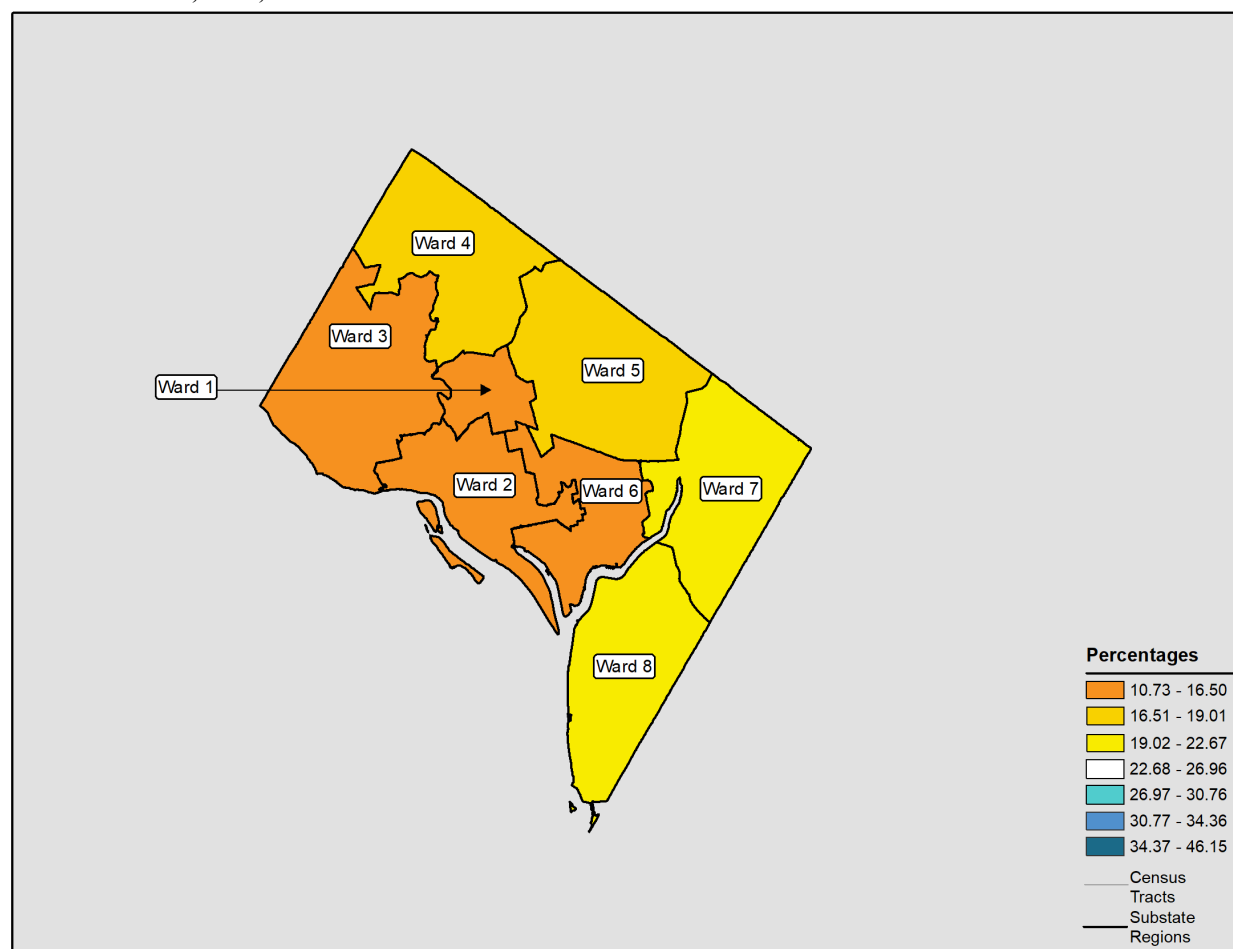 Ward 4
Ward 3
Ward 5
Ward 1
Ward 2
Ward 6
Ward 7
Ward 8
Percentages
10.73 - 16.50
16.51 - 19.01
19.02 - 22.67
22.68 - 26.96
26.97 - 30.76
30.77 - 34.36
34.37 - 46.15
Census
Tracts
Substate
Regions